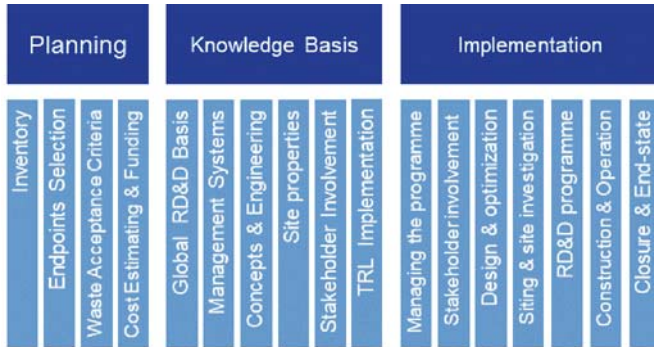 Planning
Knowledge Basis
Implementation
Inventory
Endpoints Selection
Waste Acceptance Criteria
Cost Estimating & Funding
Global RD&D Basis
Management Systems
Concepts & Engineering
Site properties
Stakeholder Involvement
TRL Implementation
Managing the programme
Stakeholder involvement
Design & optimization
Siting & site investigation
RD&D programme
Construction & Operation
Closure & End-state